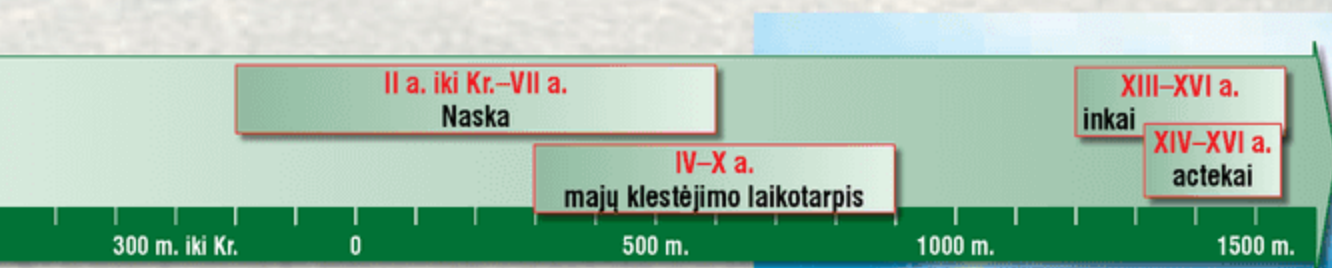 II a. iki Kr.–VII a.
Naska
IV–X a.
majų klestėjimo laikotarpis
XIII–XVI a.
inkai
XIV–XVI a.
actekai
300 m. iki Kr.
0
500 m.
1000 m.
1500 m.